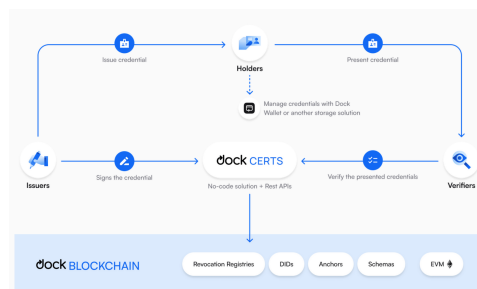 Issue credential
Present credential
Holders
Manage credentials with Dock
Wallet or another storage solution
Issuers
Signs the credential
dock CERTS
Verify the presented credentials
Verifiers
No-code solution + Rest APIs
dock BLOCKCHAIN
Revocation Registries
DIDs
Anchors
Schemas
EVM